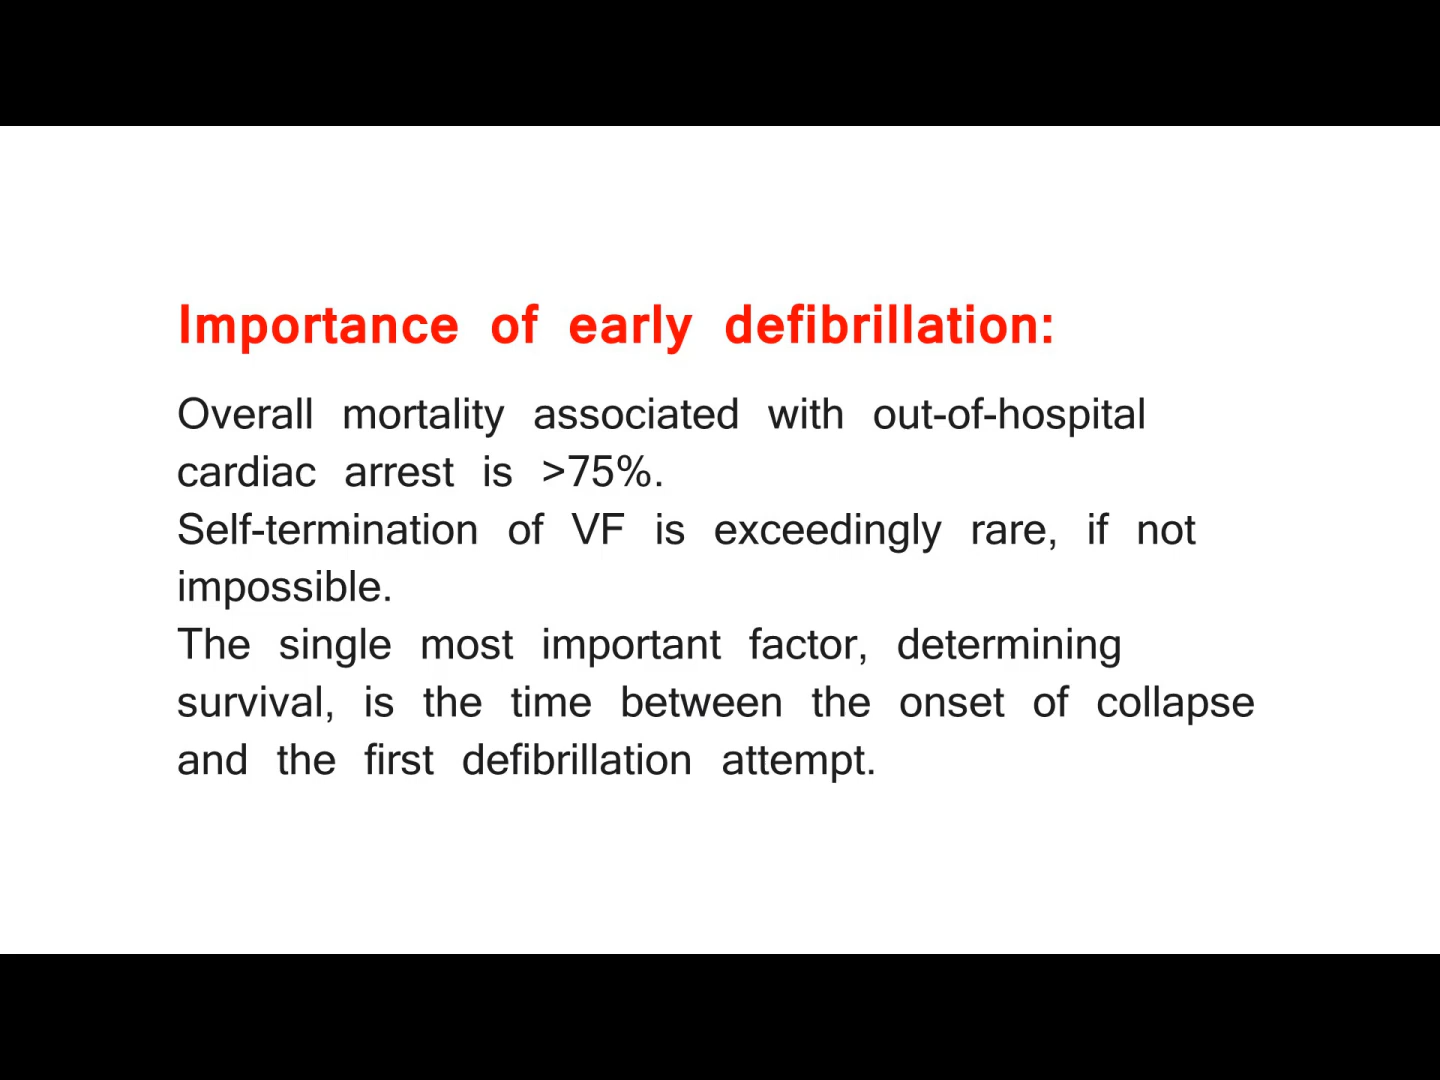 Importance of early defibrillation:
Overall mortality associated with out-of-hospital
cardiac arrest is >75%.
Self-termination of VF is exceedingly rare, if not
impossible.
The single most important factor, determining
survival, is the time between the onset of collapse
and the first defibrillation attempt.